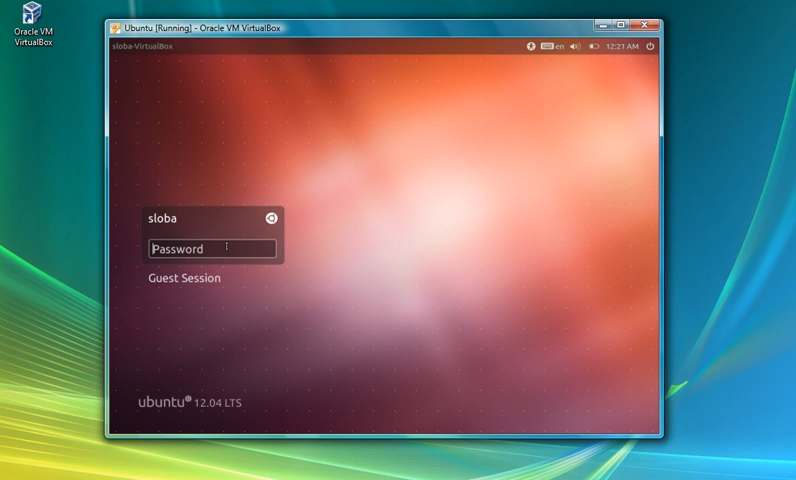 Oracle VM
VirtualBox
Ubuntu [Running] - Oracle VM VirtualBox
sloba-VirtualBox
en
12:21 AM
sloba
Password
Guest Session
ubuntu 12.04 LTS